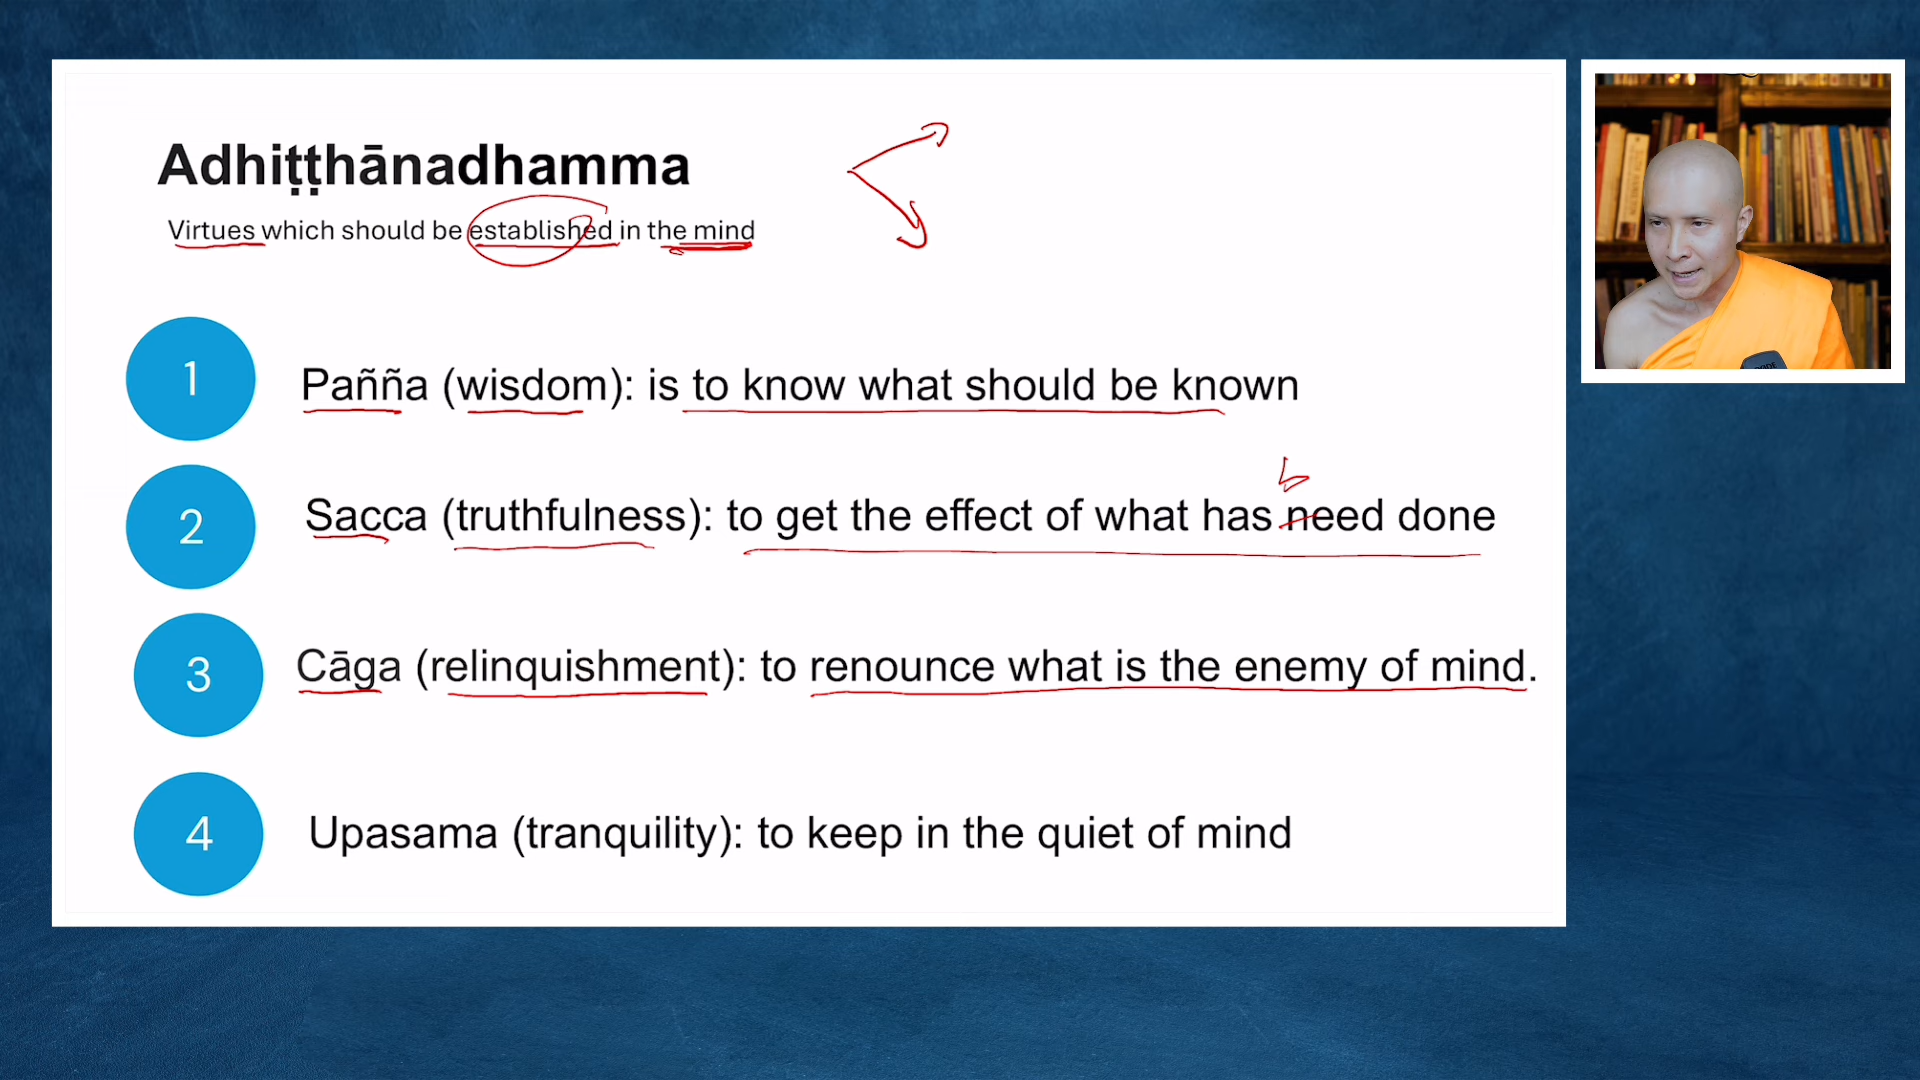 Adhiṭṭhānadhamma
Virtues which should be established in the mind
1
Pañña (wisdom): is to know what should be known
b
2
Sacca (truthfulness): to get the effect of what has need done
3
Cāga (relinquishment): to renounce what is the enemy of mind.
4
Upasama (tranquility): to keep in the quiet of mind